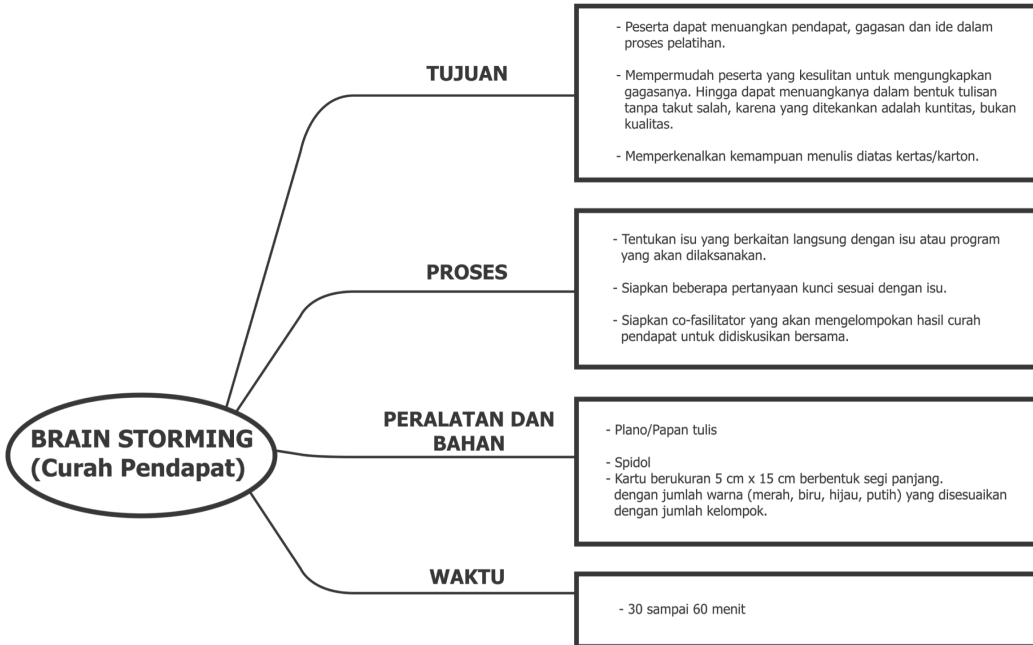 TUJUAN
- Peserta dapat menuangkan pendapat, gagasan dan ide dalam
proses pelatihan.
- Mempermudah peserta yang kesulitan untuk mengungkapkan
gagasanya. Hingga dapat menuangkanya dalam bentuk tulisan
tanpa takut salah, karena yang ditekankan adalah kuntitas, bukan
kualitas.
- Memperkenalkan kemampuan menulis diatas kertas/karton.
PROSES
- Tentukan isu yang berkaitan langsung dengan isu atau program
yang akan dilaksanakan.
- Siapkan beberapa pertanyaan kunci sesuai dengan isu.
- Siapkan co-fasilitator yang akan mengelompokan hasil curah
pendapat untuk didiskusikan bersama.
BRAIN STORMING
(Curah Pendapat)
PERALATAN DAN
BAHAN
- Plano/Papan tulis
- Spidol
- Kartu berukuran 5 cm x 15 cm berbentuk segi panjang.
dengan jumlah warna (merah, biru, hijau, putih) yang disesuaikan
dengan jumlah kelompok.
WAKTU
- 30 sampai 60 menit